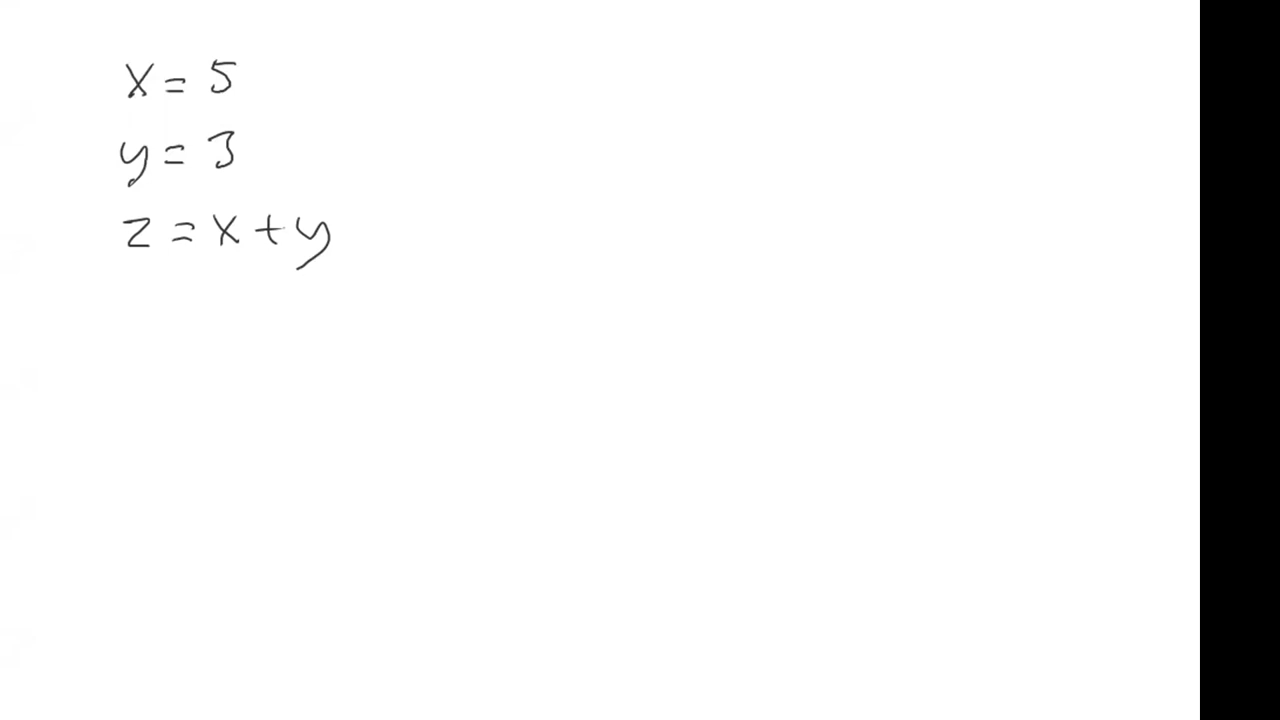 x = 5
y = 3
z = x + y